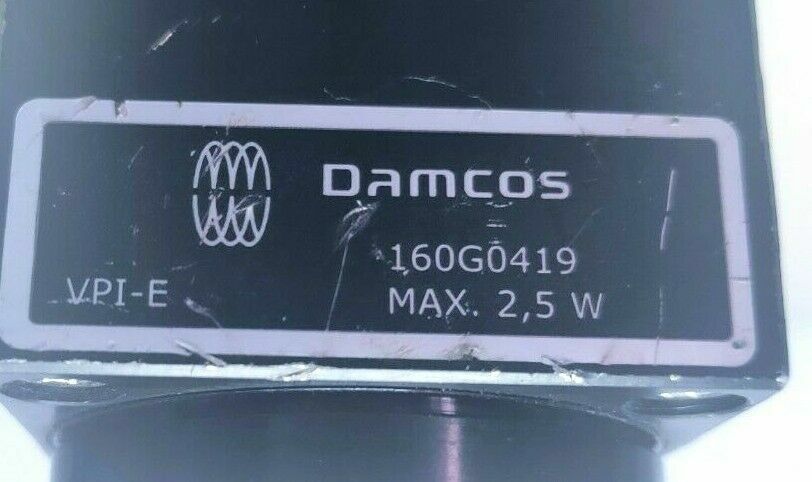 Damcos
160G0419
VPI-E
MAX. 2,5 W